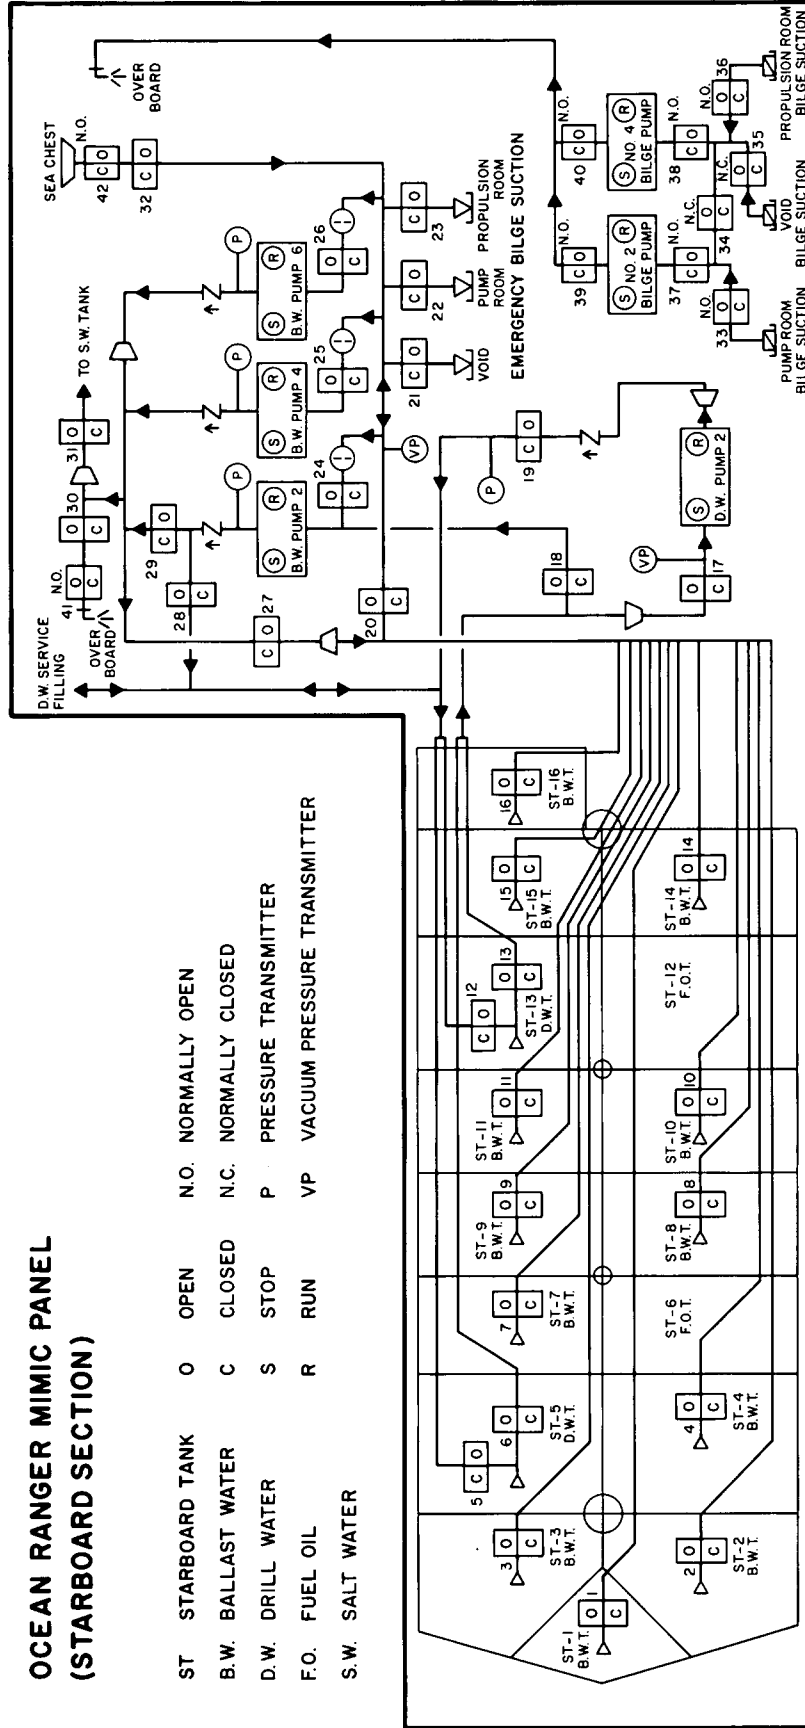 OCEAN RANGER MIMIC PANEL
(STARBOARD SECTION)
ST STARBOARD TANK
B.W. BALLAST WATER
D.W. DRILL WATER
F.O. FUEL OIL
S.W. SALT WATER
O OPEN
C CLOSED
S STOP
R RUN
N.O. NORMALLY OPEN
N.C. NORMALLY CLOSED
P PRESSURE TRANSMITTER
VP VACUUM PRESSURE TRANSMITTER
D.W. SERVICE
FILLING
OVER
BOARD
41
N.O.
O C
30
O C
31
O C
TO S.W. TANK
29
O C
28
O C
27
C O
20
O C
P
P
P
S R
B.W. PUMP 2
S R
B.W. PUMP 4
S R
B.W. PUMP 6
24
O C
I
25
O C
I
26
O C
I
VP
SEA CHEST
N.O.
42
C O
32
C O
OVER
BOARD
21
C O
VOID
22
C O
PUMP
ROOM
23
C O
PROPULSION
ROOM
EMERGENCY BILGE SUCTION
P
19
C O
18
O C
VP
17
O C
S R
D.W. PUMP 2
39
C O
N.O.
40
C O
N.O.
S NO. 2 R
BILGE PUMP
S NO. 4 R
BILGE PUMP
37
C O
N.O.
38
C O
N.O.
33
O C
N.O.
34
C O
N.C.
35
O C
N.C.
36
O C
N.O.
PUMP ROOM
BILGE SUCTION
VOID
BILGE SUCTION
PROPULSION ROOM
BILGE SUCTION
1
O C
ST-1
B.W.T.
3
O C
ST-3
B.W.T.
2
O C
ST-2
B.W.T.
5
C O
6
O C
ST-5
D.W.T.
4
O C
ST-4
B.W.T.
7
O C
ST-7
B.W.T.
ST-6
F.O.T.
ST-9
B.W.T.
9
O C
ST-8
B.W.T.
8
O C
ST-11
B.W.T.
11
O C
ST-10
B.W.T.
10
O C
12
C O
13
O C
ST-13
D.W.T.
ST-12
F.O.T.
15
O C
ST-15
B.W.T.
14
O C
ST-14
B.W.T.
16
O C
ST-16
B.W.T.